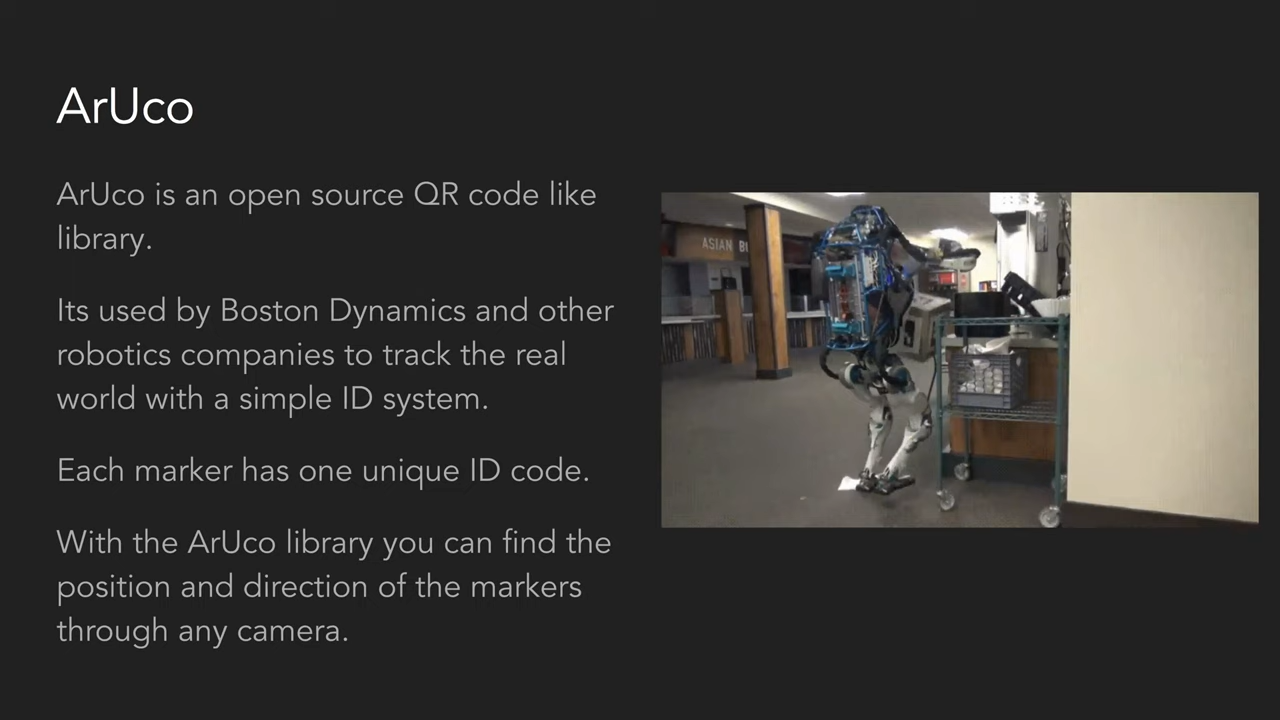 ArUco
ArUco is an open source QR code like
library.
Its used by Boston Dynamics and other
robotics companies to track the real
world with a simple ID system.
Each marker has one unique ID code.
With the ArUco library you can find the
position and direction of the markers
through any camera.
ASIAN